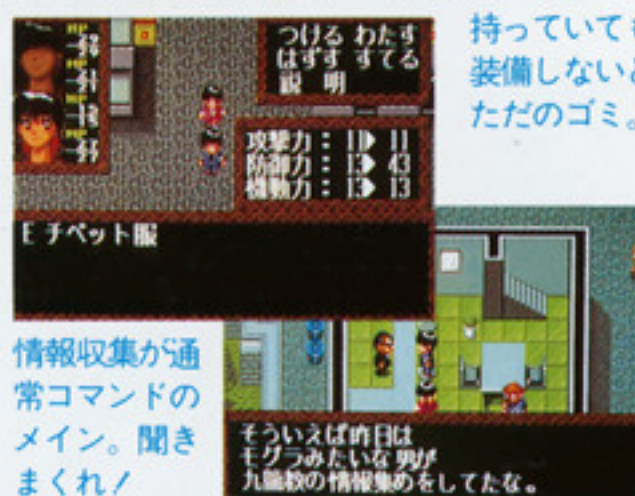 つける わたす
はずす すてる
説 明
持っていても
装備しないと
ただのゴミ。
攻撃力：11▶ 11
防御力：13▶ 43
機動力：13▶ 13
E チベット服
情報収集が通
常コマンドの
メイン。聞き
まくれ！
そういえば昨日は
モグラみたいな男が
九龍教の情報集めをしてたな。